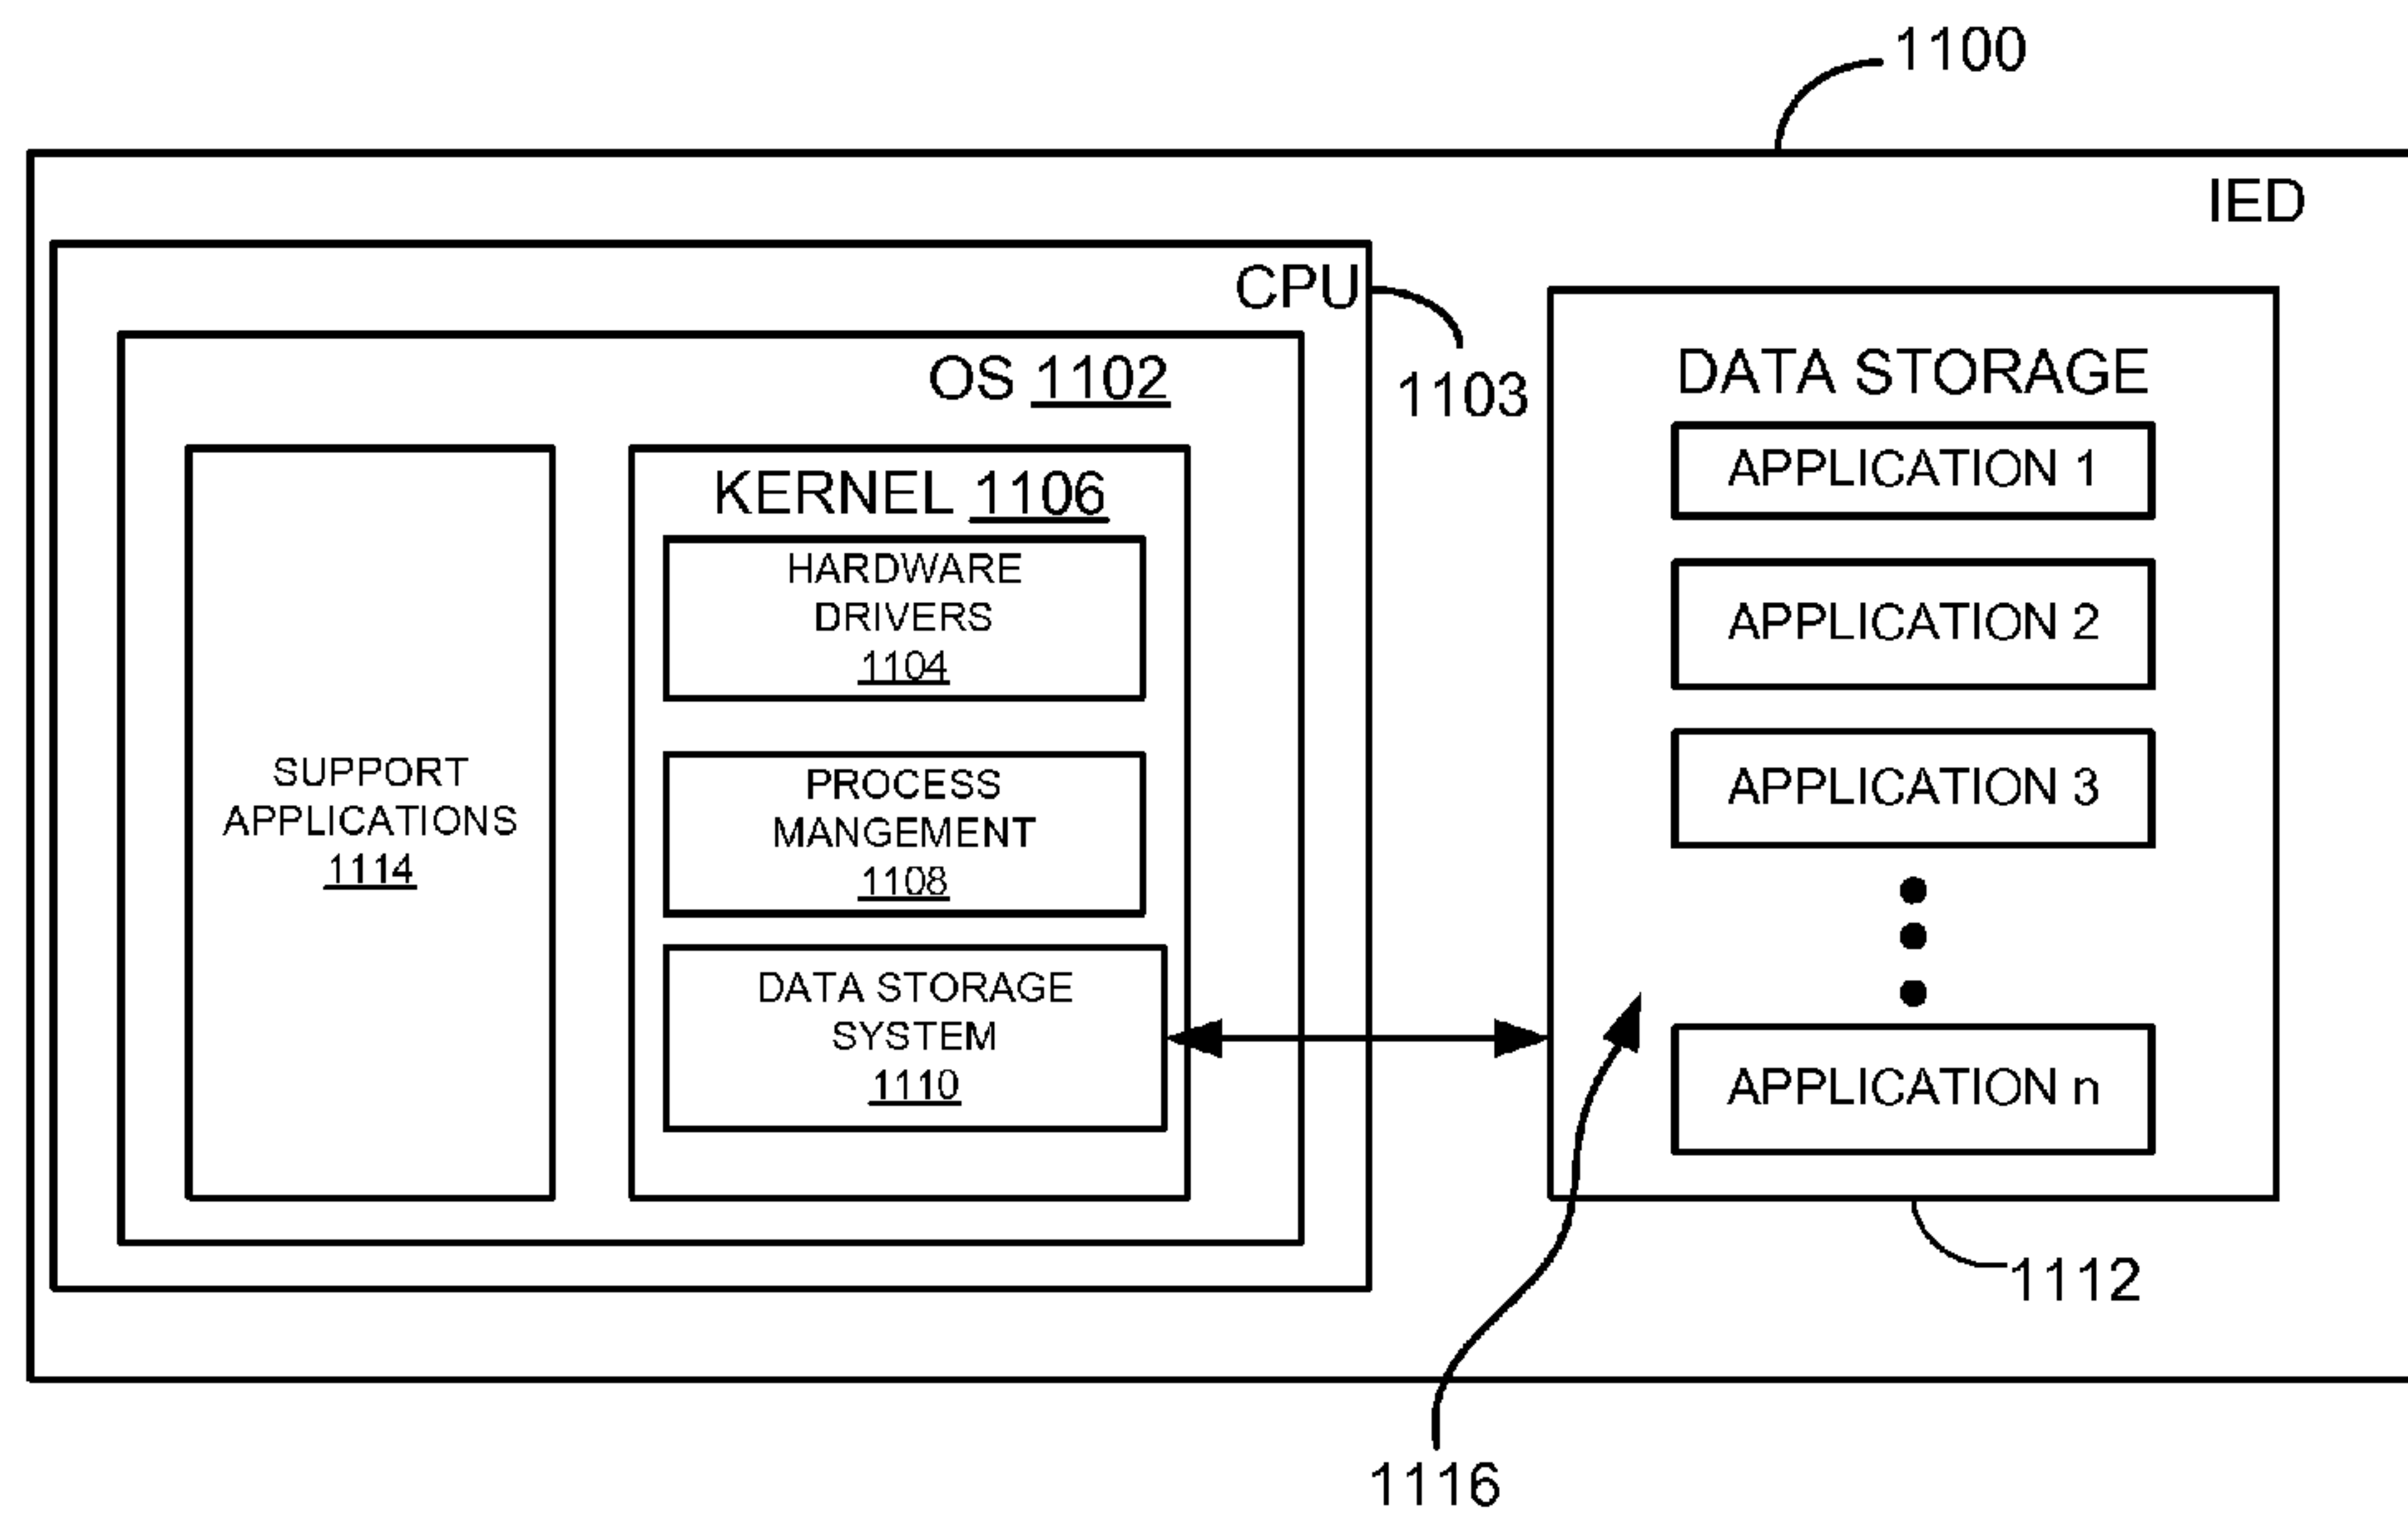 1100
IED
CPU
1103
OS 1102
SUPPORT
APPLICATIONS
1114
KERNEL 1106
HARDWARE
DRIVERS
1104
PROCESS
MANGEMENT
1108
DATA STORAGE
SYSTEM
1110
DATA STORAGE
APPLICATION 1
APPLICATION 2
APPLICATION 3
APPLICATION n
1112
1116